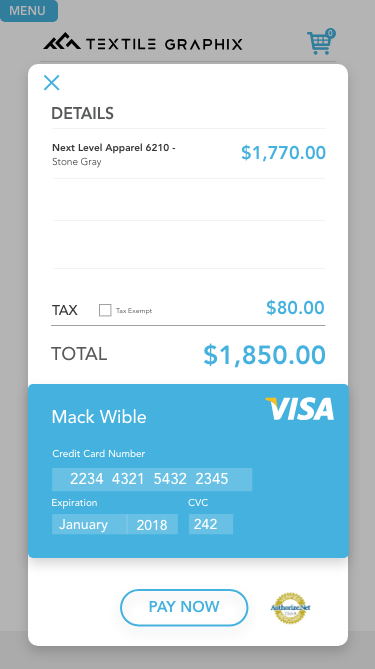 MENU
TEXTILE GRAPHIX
0
DETAILS
Next Level Apparel 6210 -
Stone Gray
$1,770.00
TAX
Tax Exempt
$80.00
TOTAL
$1,850.00
Mack Wible
VISA
Credit Card Number
2234 4321 5432 2345
Expiration
CVC
January
2018
242
PAY NOW
Authorize.Net